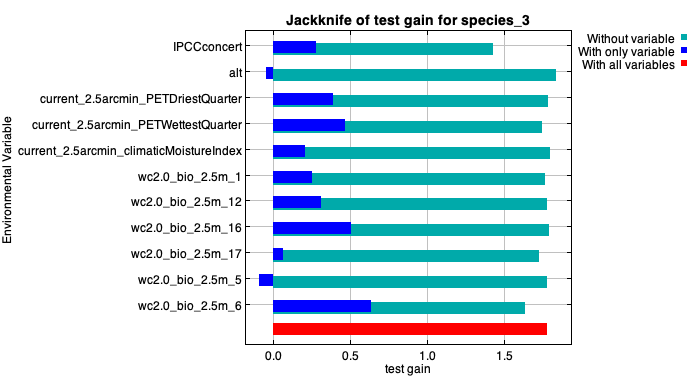 Jackknife of test gain for species_3
Without variable
With only variable
With all variables
Environmental Variable
IPCCconcert
alt
current_2.5arcmin_PETDriestQuarter
current_2.5arcmin_PETWettestQuarter
current_2.5arcmin_climaticMoistureIndex
wc2.0_bio_2.5m_1
wc2.0_bio_2.5m_12
wc2.0_bio_2.5m_16
wc2.0_bio_2.5m_17
wc2.0_bio_2.5m_5
wc2.0_bio_2.5m_6
0.0 0.5 1.0 1.5
test gain